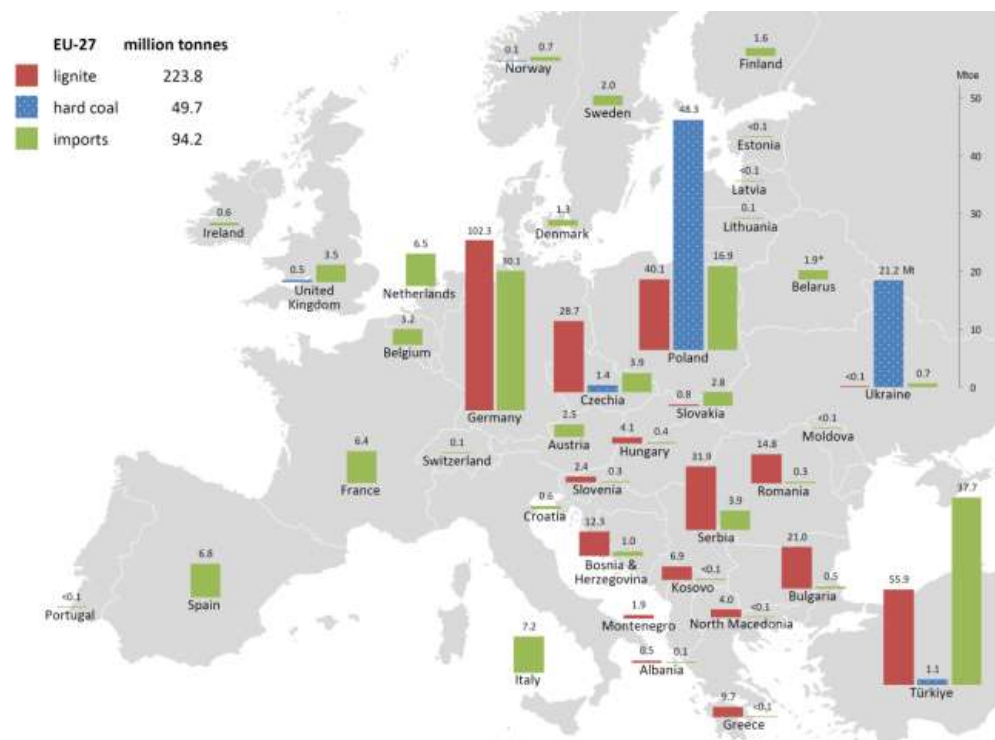 EU-27 million tonnes
lignite 223.8
hard coal 49.7
imports 94.2
0.1 0.7
Norway
2.0
Sweden
1.6
Finland
Mtce
50
40
30
20
10
0
48.3
40.1 16.9
Poland
<0.1
Estonia
<0.1
Latvia
0.1
Lithuania
0.6
Ireland
0.5 3.5
United
Kingdom
6.5
Netherlands
3.2
Belgium
1.3
Denmark
102.3 30.1
Germany
28.7 1.4 3.9
Czechia
1.9*
Belarus
<0.1 21.2 Mt 0.7
Ukraine
0.8 2.8
Slovakia
2.5
Austria
4.1 0.4
Hungary
<0.1
Moldova
6.4
France
0.1
Switzerland
2.4 0.3
Slovenia
0.6
Croatia
31.9 3.9
Serbia
14.8 0.3
Romania
12.3 1.0
Bosnia &
Herzegovina
6.9 <0.1
Kosovo
21.0 0.5
Bulgaria
6.8
Spain
<0.1
Portugal
7.2
Italy
1.9
Montenegro
4.0 <0.1
North Macedonia
0.5 0.1
Albania
9.7 <0.1
Greece
55.9 1.1 37.7
Türkiye